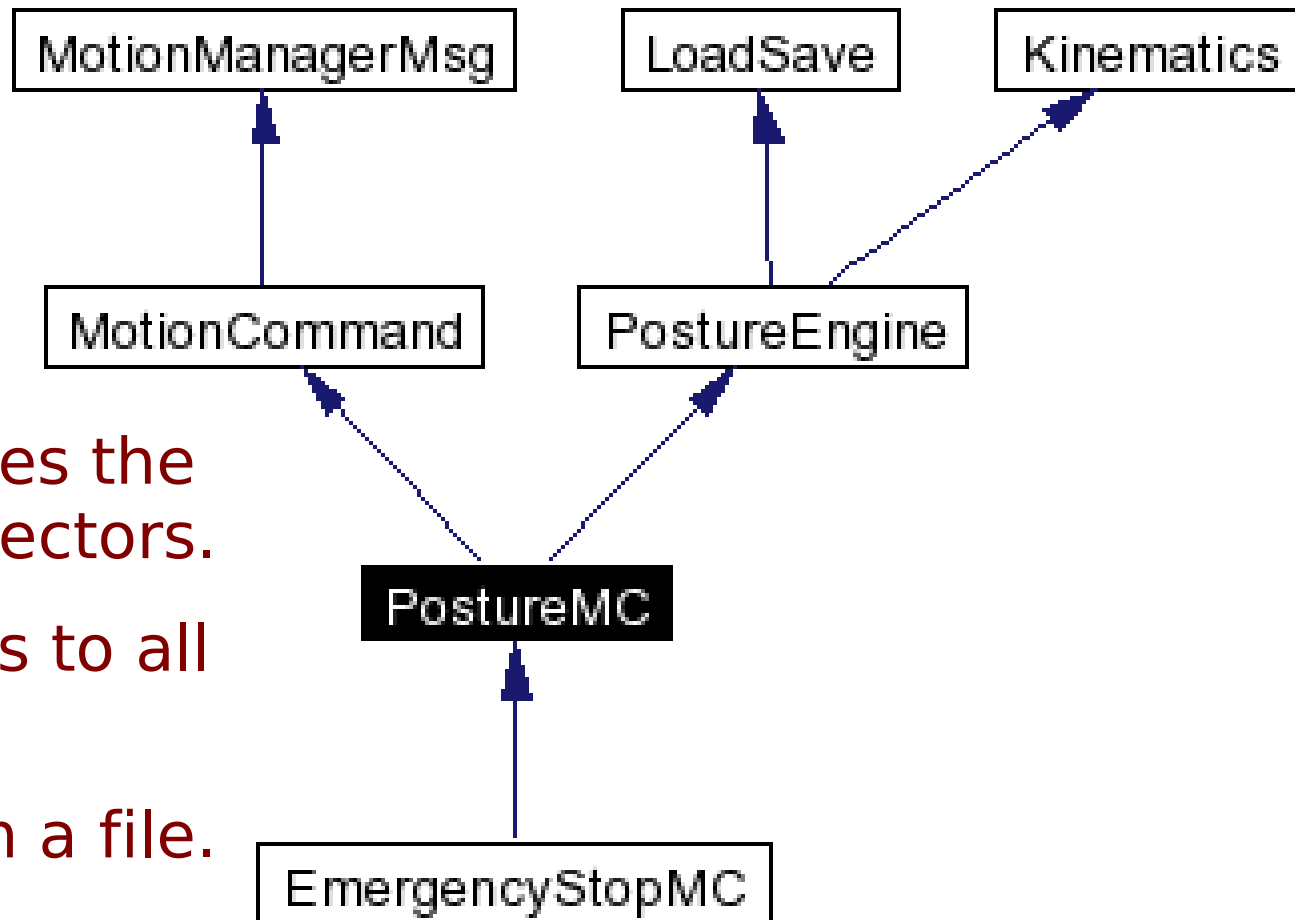 MotionManagerMsg
LoadSave
Kinematics
MotionCommand
PostureEngine
es the
ectors.
PostureMC
s to all
a file.
EmergencyStopMC